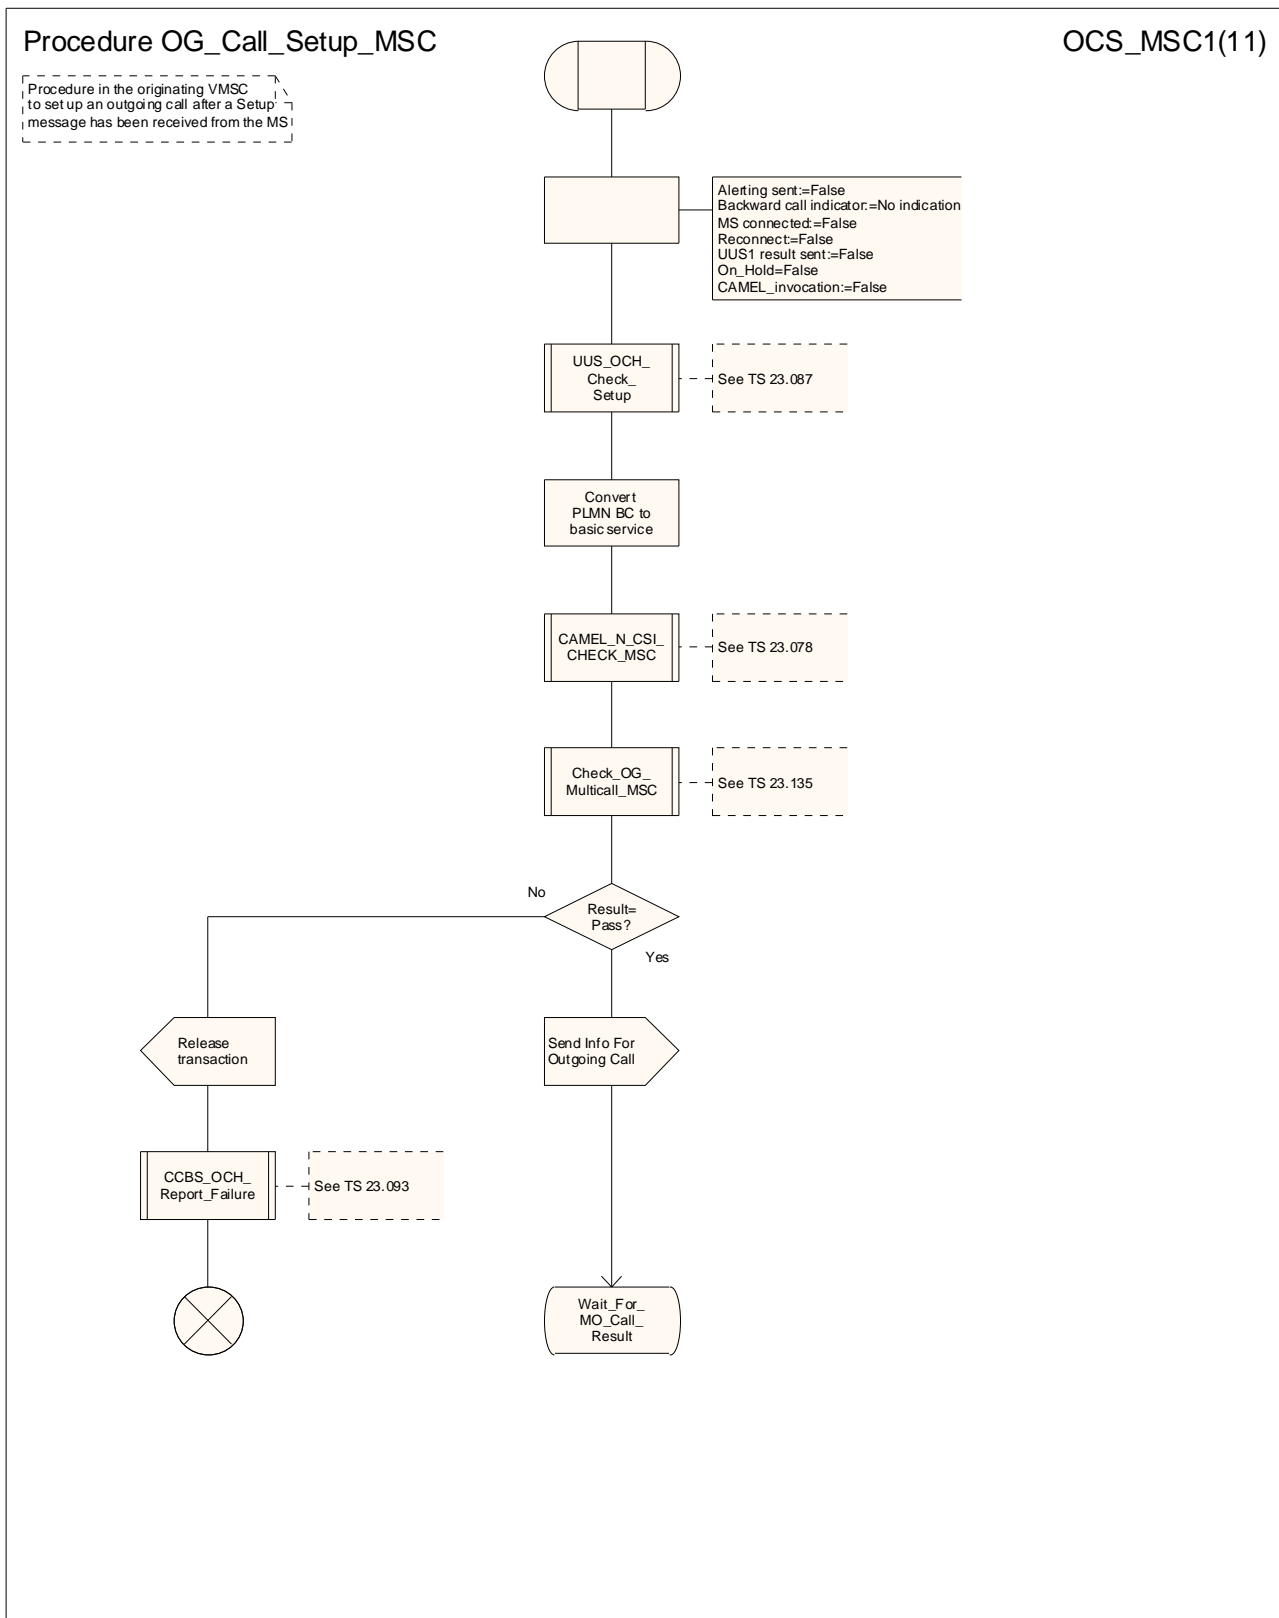 Procedure OG_Call_Setup_MSC
OCS_MSC1(11)
Procedure in the originating VMSC
to set up an outgoing call after a Setup
message has been received from the MS
Alerting sent:=False
Backward call indicator:=No indication
MS connected:=False
Reconnect:=False
UUS1 result sent:=False
On_Hold=False
CAMEL_invocation:=False
UUS_OCH_
Check_
Setup
See TS 23.087
Convert
PLMN BC to
basic service
CAMEL_N_CSI_
CHECK_MSC
See TS 23.078
Check_OG_
Multicall_MSC
See TS 23.135
No
Result=
Pass?
Yes
Release
transaction
Send Info For
Outgoing Call
CCBS_OCH_
Report_Failure
See TS 23.093
Wait_For_
MO_Call_
Result